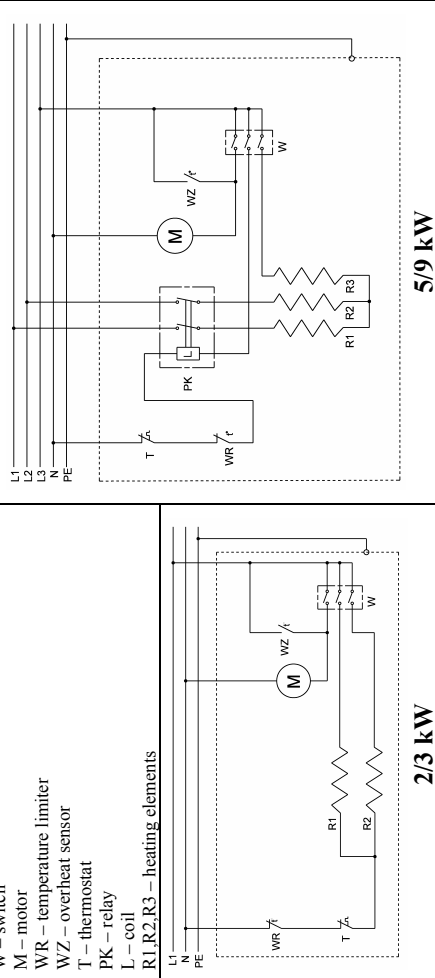 L1
L2
L3
N
PE
W
WZ
t°
M
L
PK
R3
R2
R1
T
WR
t°
5/9 kW
W – switch
M – motor
WR – temperature limiter
WZ – overheat sensor
T – thermostat
PK – relay
L – coil
R1,R2,R3 – heating elements
L1
N
PE
W
WZ
t
M
R1
R2
WR
t
T
2/3 kW